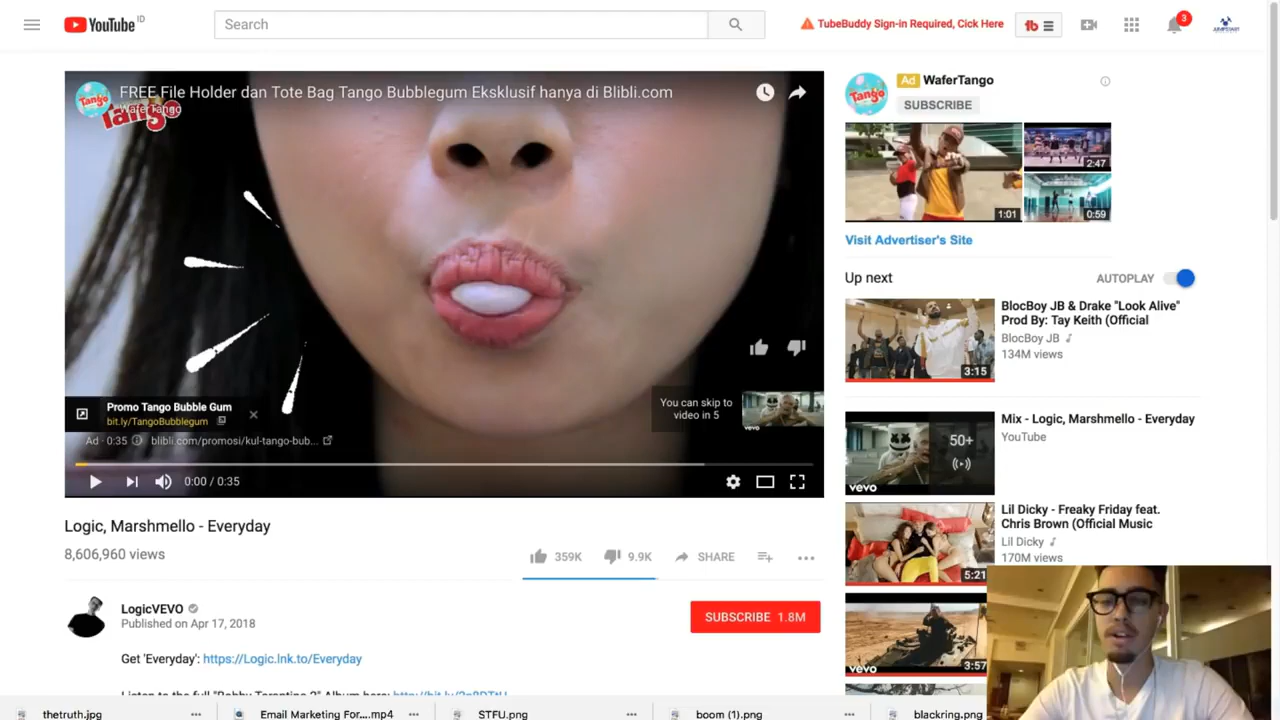 YouTube ID
Search
TubeBuddy Sign-in Required, Cick Here
tb
3
FREE File Holder dan Tote Bag Tango Bubblegum Eksklusif hanya di Blibli.com
WaferTango
Tango
Tango
Promo Tango Bubble Gum
bit.ly/TangoBubblegum
You can skip to
video in 5
vevo
Ad · 0:35 blibli.com/promosi/kul-tango-bub...
0:00 / 0:35
Logic, Marshmello - Everyday
8,606,960 views
359K 9.9K SHARE
LogicVEVO
Published on Apr 17, 2018
SUBSCRIBE 1.8M
Get 'Everyday': https://Logic.lnk.to/Everyday
Ad WaferTango
SUBSCRIBE
2:47
1:01
0:59
Visit Advertiser's Site
Up next
AUTOPLAY
BlocBoy JB & Drake "Look Alive"
Prod By: Tay Keith (Official
BlocBoy JB
134M views
3:15
Mix - Logic, Marshmello - Everyday
YouTube
50+
vevo
Lil Dicky - Freaky Friday feat.
Chris Brown (Official Music
Lil Dicky
170M views
5:21
vevo
3:57
thetruth.jpg
Email Marketing For....mp4
STFU.png
boom (1).png
blackring.png